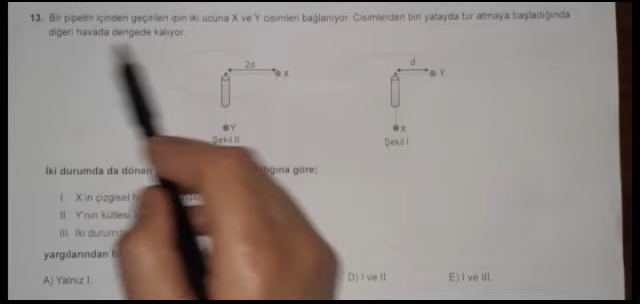 13. Bir pipetin içinden geçirilen ipin iki ucuna X ve Y cisimleri bağlanıyor. Cisimlerden biri yatayda tur atmaya başladığında
diğeri havada dengede kalıyor.
2d
X
Y
Şekil II
d
Y
X
Şekil I
İki durumda da dönen göre;
I. X'in çizgisel
II. Y'nin kütlesi
III. İki
yargılarından
A) Yalnız I. D) I ve II. E) I ve III.